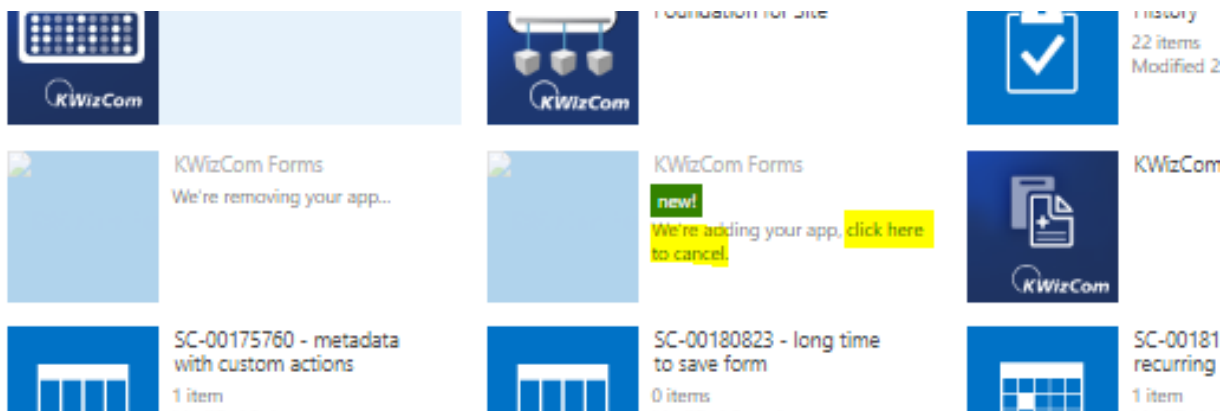 KWizCom
KWizCom
Foundation for Site
History
22 items
Modified 2
KWizCom Forms
We're removing your app...
KWizCom Forms
new!
We're adding your app, click here
to cancel.
KWizCom
KWizCom
SC-00175760 - metadata
with custom actions
1 item
SC-00180823 - long time
to save form
0 items
SC-00181
recurring
1 item